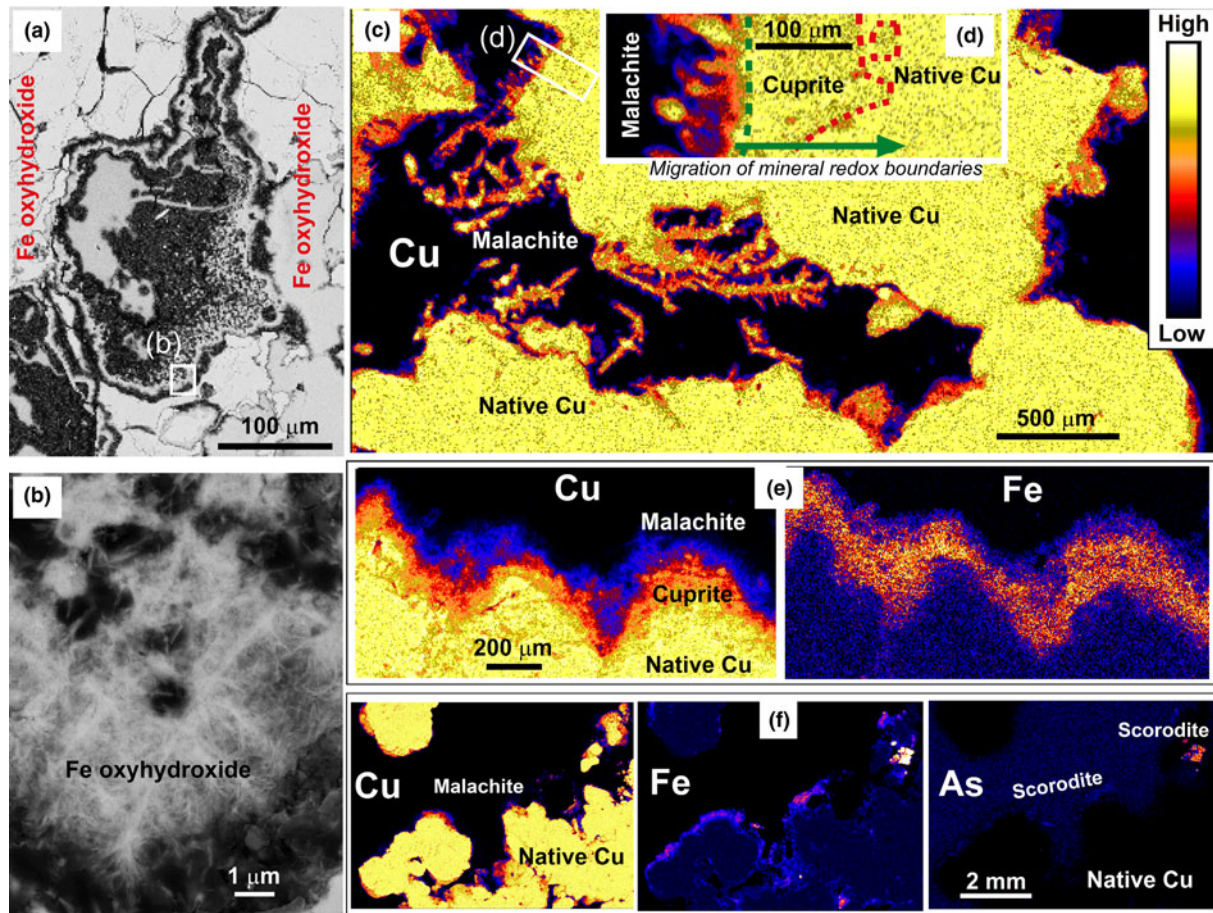 (a)
Fe oxyhydroxide
Fe oxyhydroxide
(b)
100 μm
(b)
Fe oxyhydroxide
1 μm
(c)
(d)
Malachite
100 μm
(d)
Cuprite
Native Cu
Migration of mineral redox boundaries
High
Low
Native Cu
Cu
Malachite
Native Cu
500 μm
Cu
(e)
Fe
Malachite
Cuprite
200 μm
Native Cu
(f)
Cu
Malachite
Native Cu
Fe
As
Scorodite
Scorodite
2 mm
Native Cu